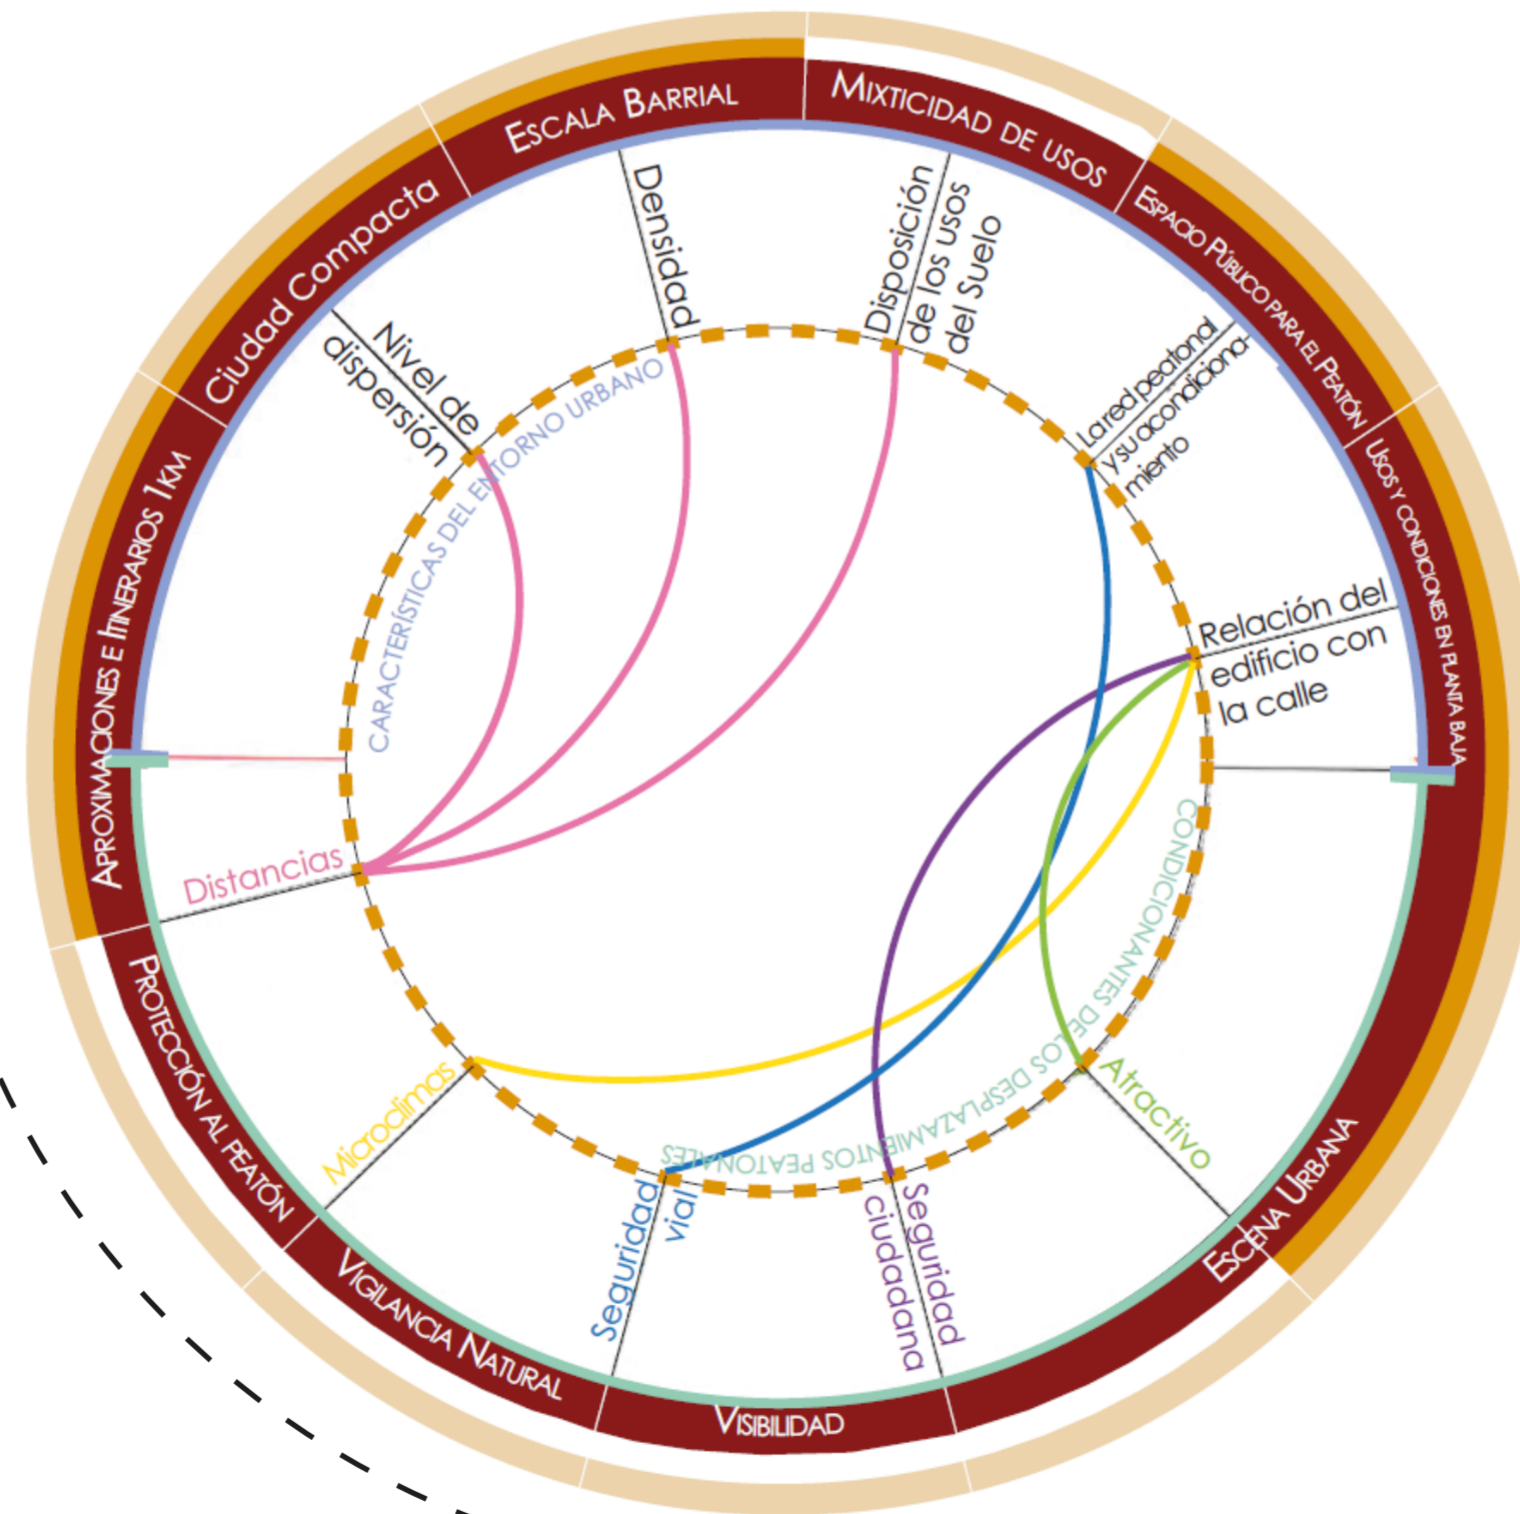 APROXIMACIONES E ITINERARIOS 1KM
Ciudad Compacta
ESCALA BARRIAL
MIXTICIDAD DE USOS
ESPACIO PÚBLICO PARA EL PEATÓN
USOS Y CONDICIONES EN PLANTA BAJA
ESCENA URBANA
VISIBILIDAD
VIGILANCIA NATURAL
PROTECCIÓN AL PEATÓN
Nivel de
dispersión
Densidad
Disposición
de los usos
del Suelo
La red peatonal
y su acondiciona-
miento
Relación del
edificio con
la calle
Atractivo
Seguridad
ciudadana
Seguridad
vial
Microclimas
Distancias
CARACTERÍSTICAS DEL ENTORNO URBANO
CONDICIONANTES DE LOS DESPLAZAMIENTOS PEATONALES